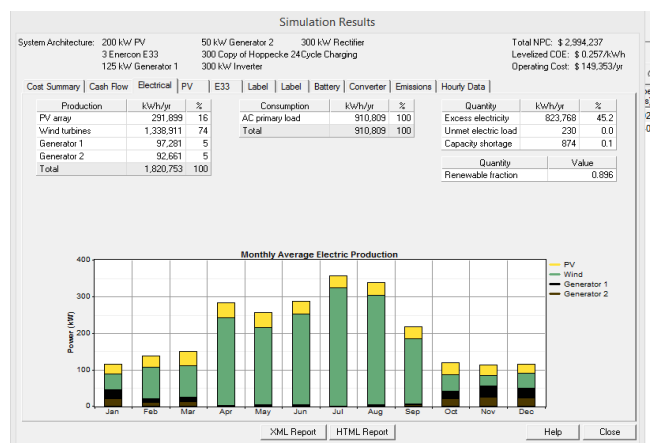 Simulation Results
System Architecture: 200 kW PV 50 kW Generator 2 300 kW Rectifier Total NPC: $ 2,994,237
3 Enercon E33 300 Copy of Hoppecke 24 Cycle Charging Levelized COE: $ 0.257/kWh
125 kW Generator 1 300 kW Inverter Operating Cost: $ 149,353/yr
Cost Summary Cash Flow Electrical PV E33 Label Label Battery Converter Emissions Hourly Data
Production kWh/yr % Consumption kWh/yr % Quantity kWh/yr %
PV array 291,899 16 AC primary load 910,809 100 Excess electricity 823,768 45.2
Wind turbines 1,338,911 74 Total 910,809 100 Unmet electric load 230 0.0
Generator 1 97,281 5 Capacity shortage 874 0.1
Generator 2 92,661 5
Total 1,820,753 100 Quantity Value
Renewable fraction 0.896
Monthly Average Electric Production
PV
Wind
Generator 1
Generator 2
Power (kW)
400
300
200
100
0
Jan Feb Mar Apr May Jun Jul Aug Sep Oct Nov Dec
XML Report HTML Report Help Close